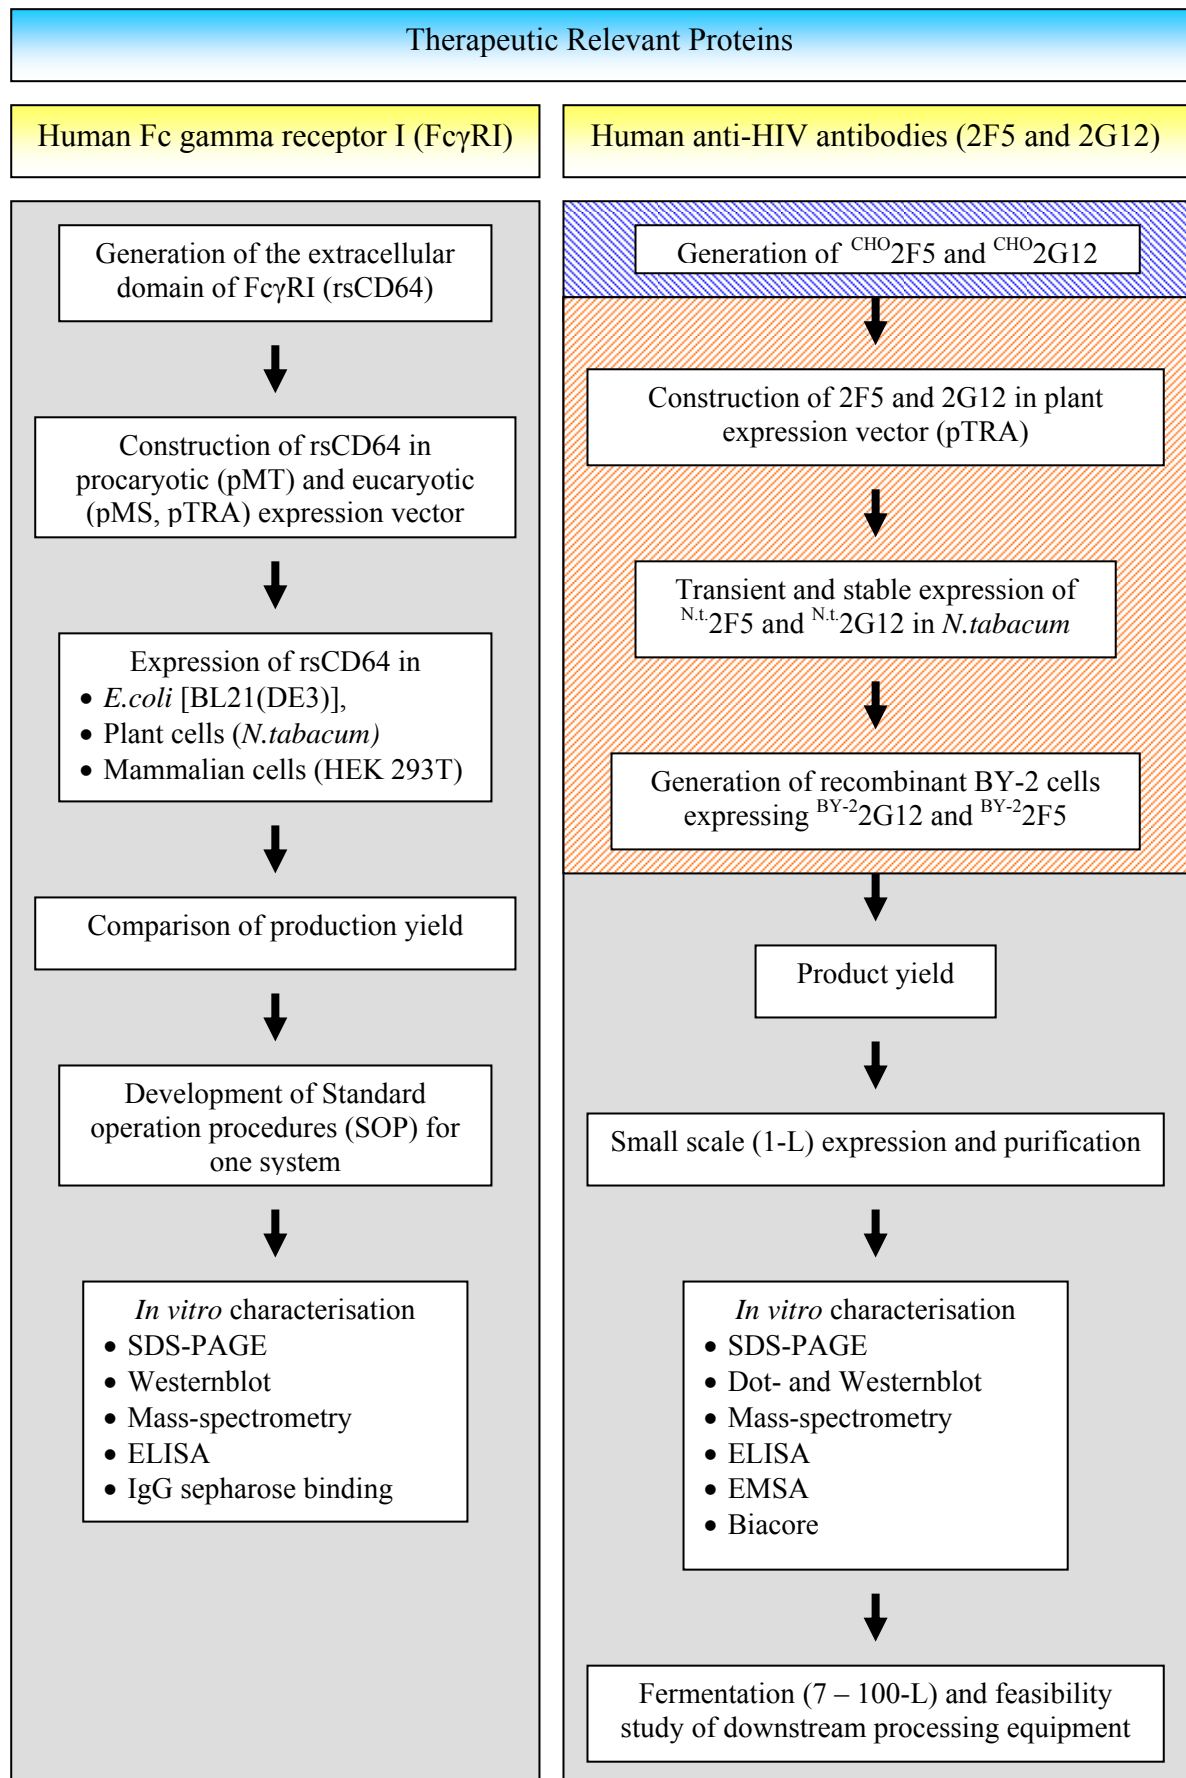 Therapeutic Relevant Proteins
Human Fc gamma receptor I (FcγRI)
Generation of the extracellular
domain of FcγRI (rsCD64)
Construction of rsCD64 in
procaryotic (pMT) and eucaryotic
(pMS, pTRA) expression vector
Expression of rsCD64 in
• E.coli [BL21(DE3)],
• Plant cells (N.tabacum)
• Mammalian cells (HEK 293T)
Comparison of production yield
Development of Standard
operation procedures (SOP) for
one system
In vitro characterisation
• SDS-PAGE
• Westernblot
• Mass-spectrometry
• ELISA
• IgG sepharose binding
Human anti-HIV antibodies (2F5 and 2G12)
Generation of CHO2F5 and CHO2G12
Construction of 2F5 and 2G12 in plant
expression vector (pTRA)
Transient and stable expression of
N.t.2F5 and N.t.2G12 in N.tabacum
Generation of recombinant BY-2 cells
expressing BY-22G12 and BY-22F5
Product yield
Small scale (1-L) expression and purification
In vitro characterisation
• SDS-PAGE
• Dot- and Westernblot
• Mass-spectrometry
• ELISA
• EMSA
• Biacore
Fermentation (7 – 100-L) and feasibility
study of downstream processing equipment